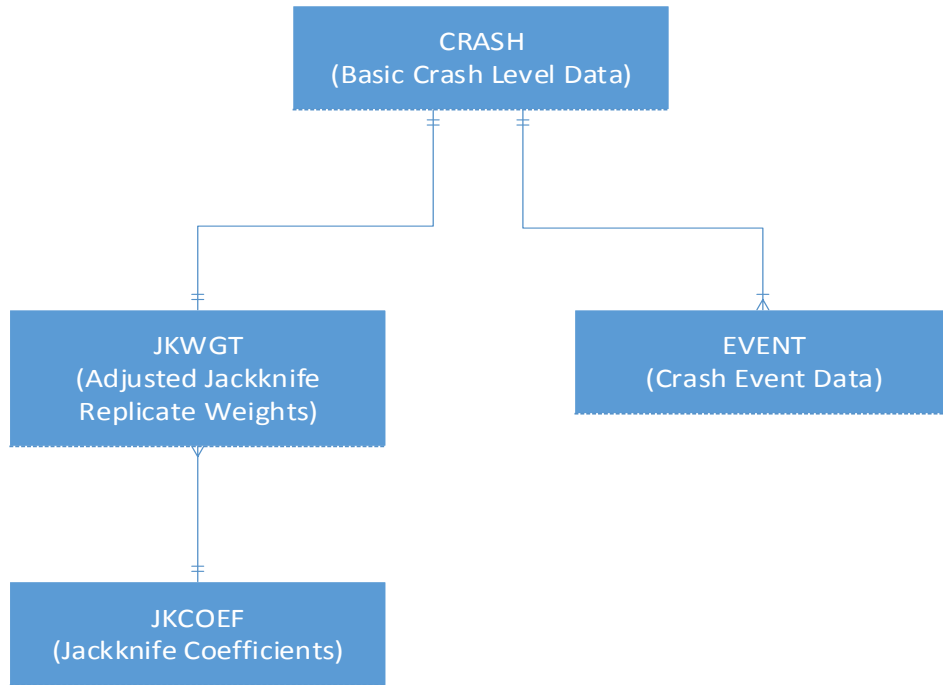 CRASH
(Basic Crash Level Data)
JKWGT
(Adjusted Jackknife
Replicate Weights)
EVENT
(Crash Event Data)
JKCOEF
(Jackknife Coefficients)